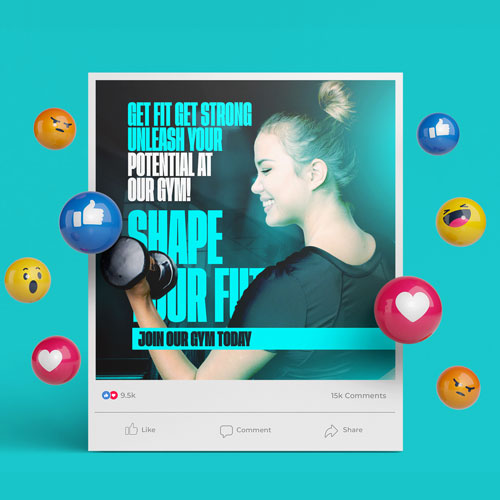 GET FIT GET STRONG
UNLEASH YOUR
POTENTIAL AT
OUR GYM!
SHAPE
YOUR
JOIN OUR GYM TODAY
9.5k
15k Comments
Like
Comment
Share